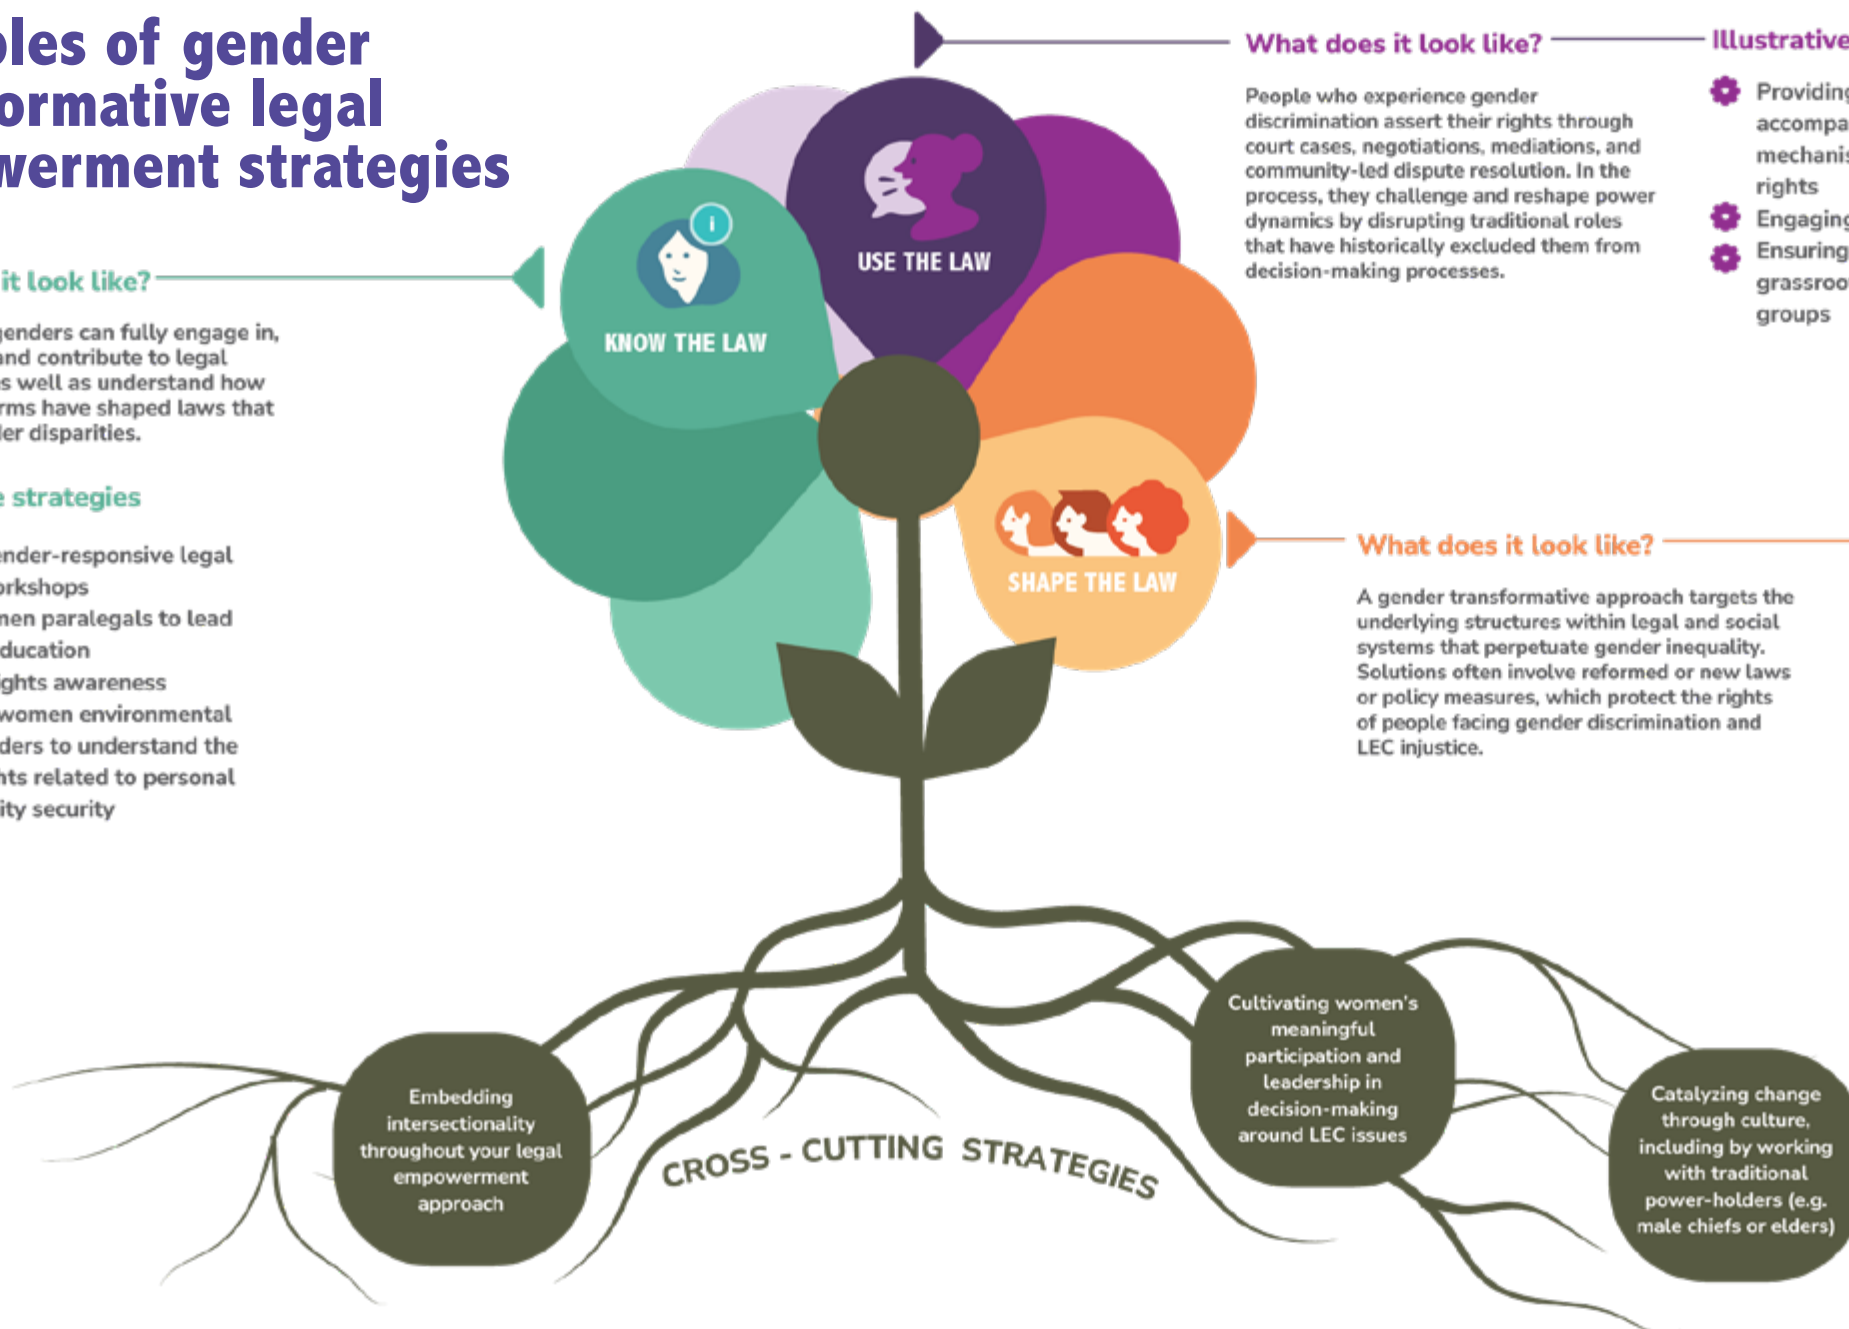 ples of gender
ormative legal
werment strategies
it look like?
genders can fully engage in,
and contribute to legal
s well as understand how
rms have shaped laws that
der disparities.
e strategies
ender-responsive legal
orkshops
men paralegals to lead
ducation
ights awareness
women environmental
ders to understand the
hts related to personal
ity security
KNOW THE LAW
i
USE THE LAW
What does it look like?
People who experience gender
discrimination assert their rights through
court cases, negotiations, mediations, and
community-led dispute resolution. In the
process, they challenge and reshape power
dynamics by disrupting traditional roles
that have historically excluded them from
decision-making processes.
Illustrative
Providing
accompa
mechanis
rights
Engaging
Ensuring
grassroo
groups
SHAPE THE LAW
What does it look like?
A gender transformative approach targets the
underlying structures within legal and social
systems that perpetuate gender inequality.
Solutions often involve reformed or new laws
or policy measures, which protect the rights
of people facing gender discrimination and
LEC injustice.
Embedding
intersectionality
throughout your legal
empowerment
approach
CROSS - CUTTING STRATEGIES
Cultivating women's
meaningful
participation and
leadership in
decision-making
around LEC issues
Catalyzing change
through culture,
including by working
with traditional
power-holders (e.g.
male chiefs or elders)